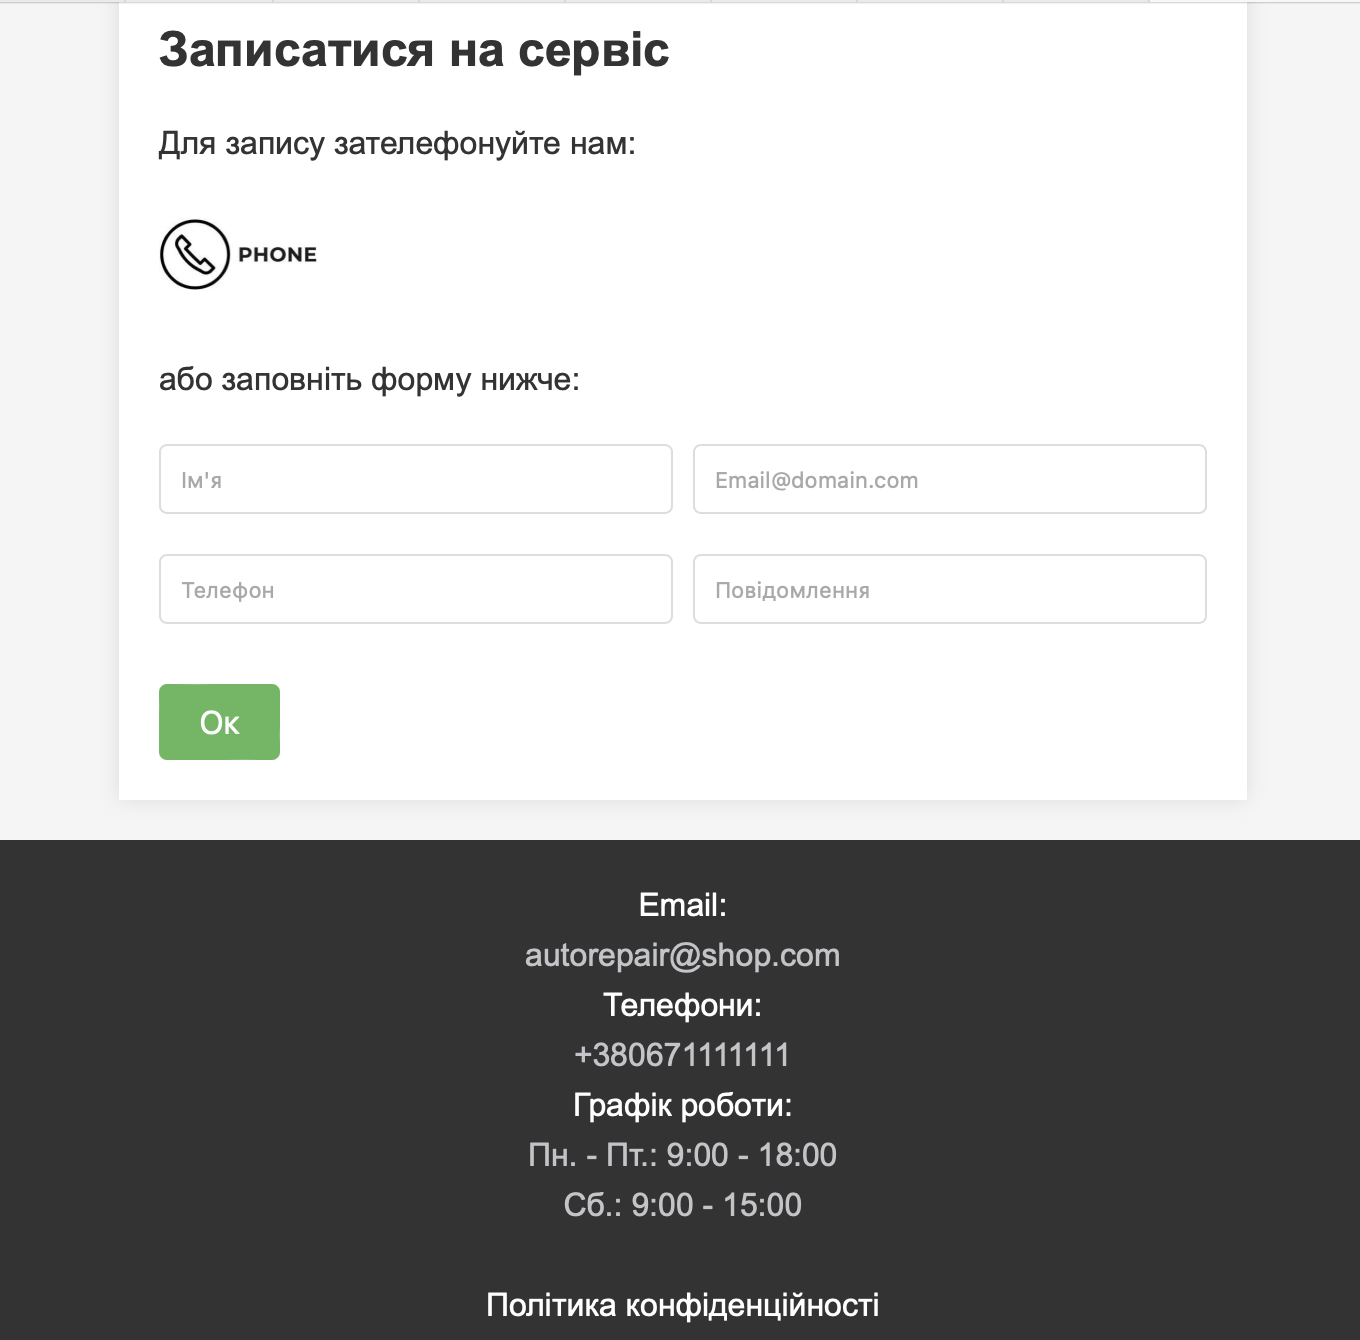 Записатися на сервіс
Для запису зателефонуйте нам:
PHONE
або заповніть форму нижче:
Ім'я
Email@domain.com
Телефон
Повідомлення
Ок
Email:
autorepair@shop.com
Телефони:
+380671111111
Графік роботи:
Пн. - Пт.: 9:00 - 18:00
Сб.: 9:00 - 15:00
Політика конфіденційності